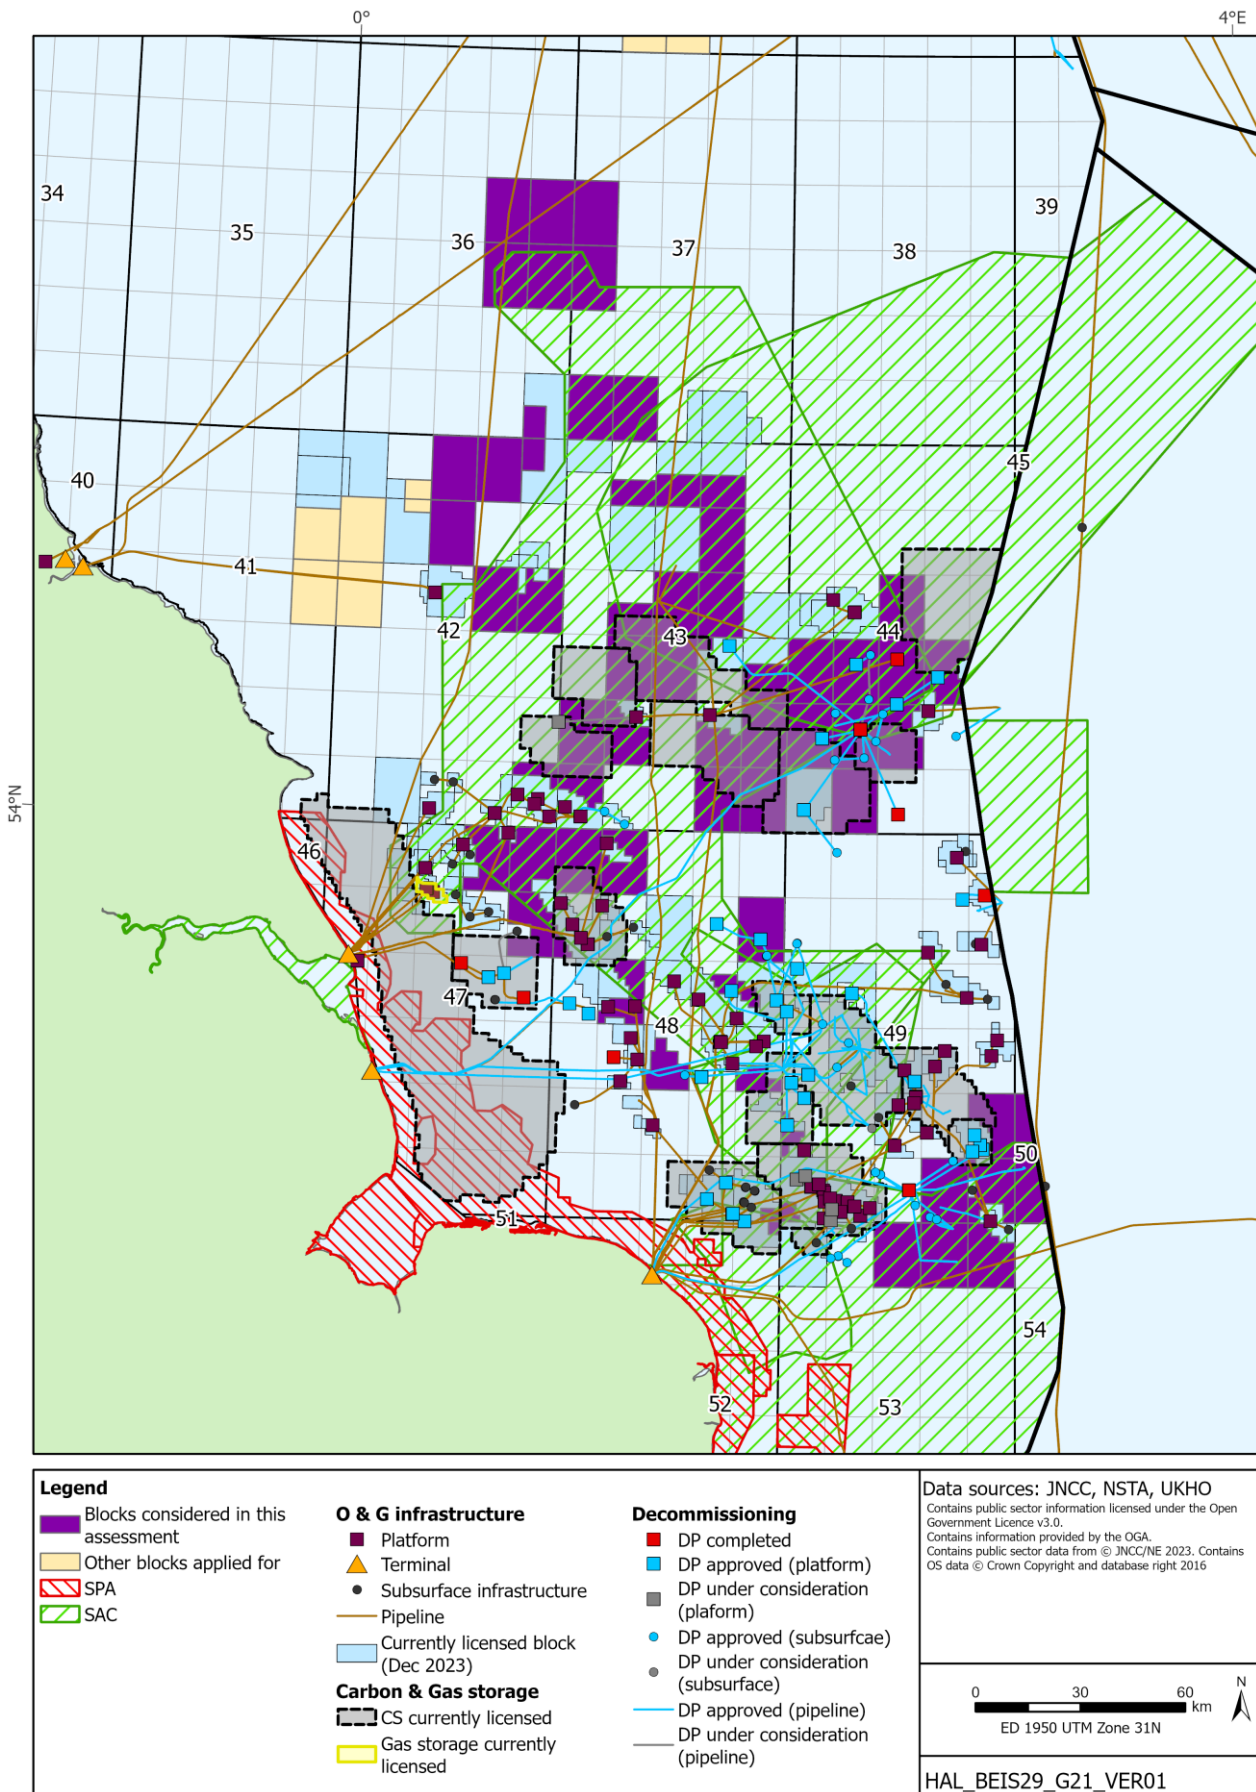 0°
4°E
34
35
36
37
38
39
40
41
42
43
44
45
54°N
46
47
48
49
50
51
52
53
54
Legend
Blocks considered in this
assessment
Other blocks applied for
SPA
SAC
O & G infrastructure
Platform
Terminal
Subsurface infrastructure
Pipeline
Currently licensed block
(Dec 2023)
Carbon & Gas storage
CS currently licensed
Gas storage currently
licensed
Decommissioning
DP completed
DP approved (platform)
DP under consideration
(plaform)
DP approved (subsurfcae)
DP under consideration
(subsurface)
DP approved (pipeline)
DP under consideration
(pipeline)
Data sources: JNCC, NSTA, UKHO
Contains public sector information licensed under the Open
Government Licence v3.0.
Contains information provided by the OGA.
Contains public sector data from © JNCC/NE 2023. Contains
OS data © Crown Copyright and database right 2016
0 30 60
km
N
ED 1950 UTM Zone 31N
HAL_BEIS29_G21_VER01